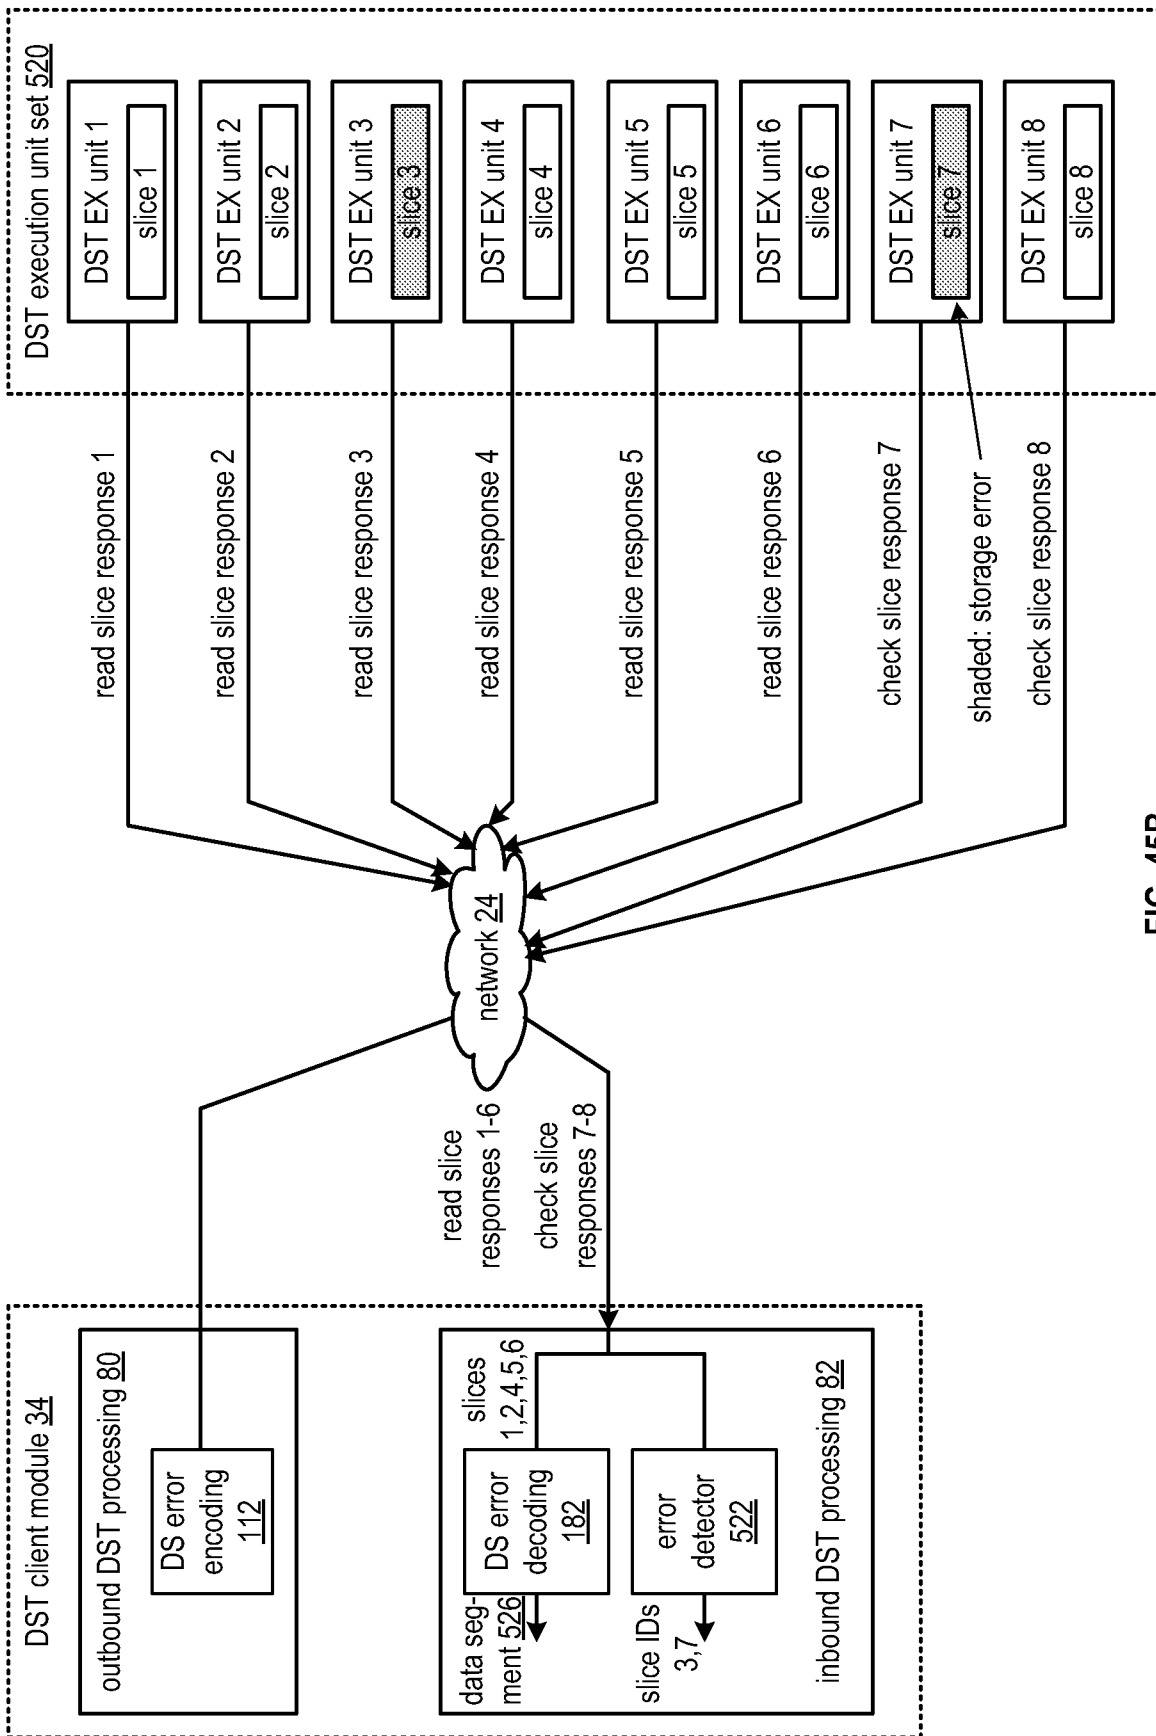 DST client module 34
outbound DST processing 80
DS error
encoding
112
data seg-
ment 526
DS error
decoding
182
slices
1,2,4,5,6
slice IDs
3,7
error
detector
522
inbound DST processing 82
read slice
responses 1-6
check slice
responses 7-8
network 24
read slice response 1
read slice response 2
read slice response 3
read slice response 4
read slice response 5
read slice response 6
check slice response 7
shaded: storage error
check slice response 8
DST execution unit set 520
DST EX unit 1
slice 1
DST EX unit 2
slice 2
DST EX unit 3
slice 3
DST EX unit 4
slice 4
DST EX unit 5
slice 5
DST EX unit 6
slice 6
DST EX unit 7
slice 7
DST EX unit 8
slice 8
FIG.